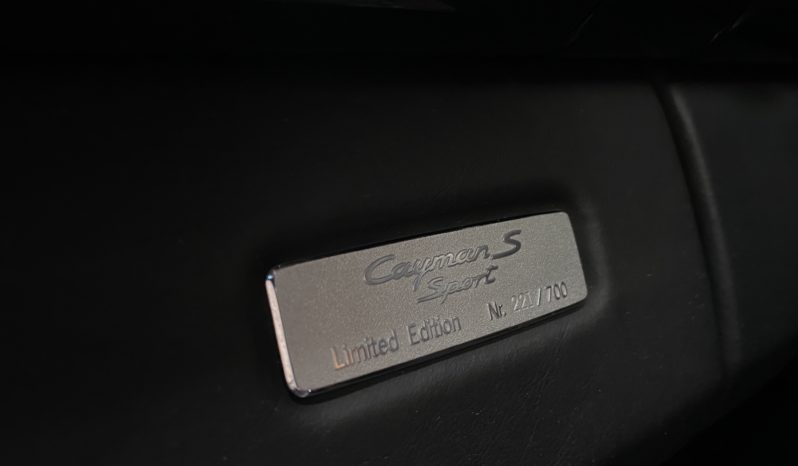 Cayman S
Sport
Limited Edition Nr. 221/700